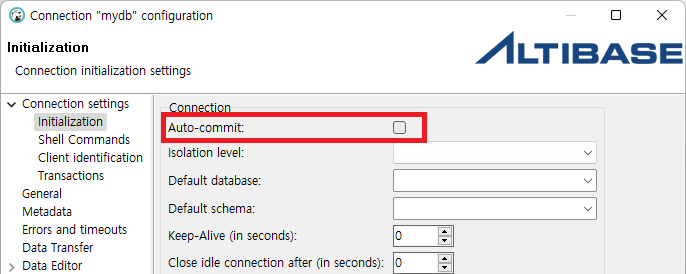 Connection "mydb" configuration
Initialization
Connection initialization settings
ALTIBASE
Connection settings
Initialization
Shell Commands
Client identification
Transactions
General
Metadata
Errors and timeouts
Data Transfer
Data Editor
Connection
Auto-commit:
Isolation level:
Default database:
Default schema:
Keep-Alive (in seconds): 0
Close idle connection after (in seconds): 0